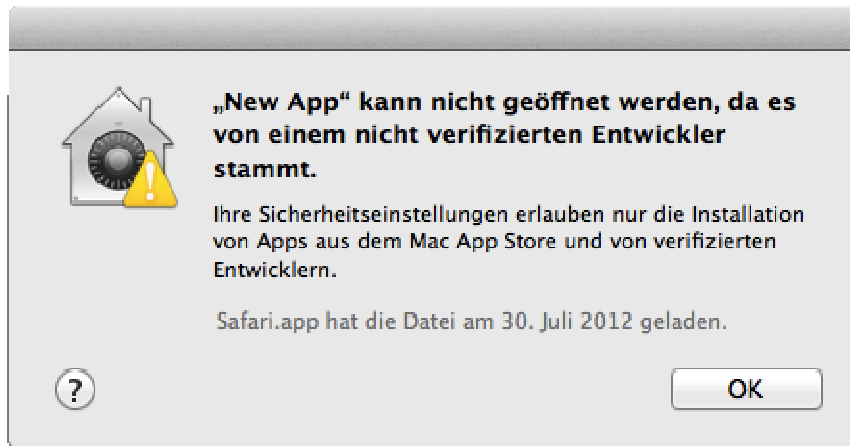 „New App“ kann nicht geöffnet werden, da es
von einem nicht verifizierten Entwickler
stammt.
Ihre Sicherheitseinstellungen erlauben nur die Installation
von Apps aus dem Mac App Store und von verifizierten
Entwicklern.
Safari.app hat die Datei am 30. Juli 2012 geladen.
?
OK